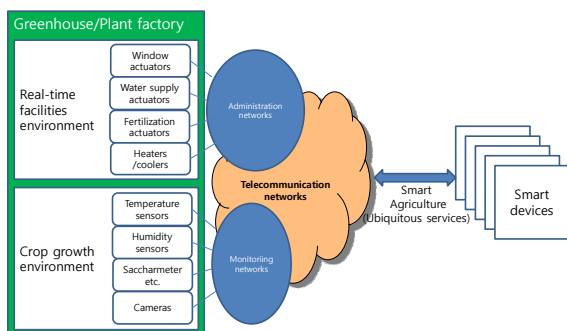 Greenhouse/Plant factory
Real-time
facilities
environment
Window
actuators
Water supply
actuators
Fertilization
actuators
Heaters
/coolers
Administration
networks
Telecommunication
networks
Crop growth
environment
Temperature
sensors
Humidity
sensors
Saccharmeter
etc.
Cameras
Monitoriing
networks
Smart
Agriculture
(Ubiquitous services)
Smart
devices